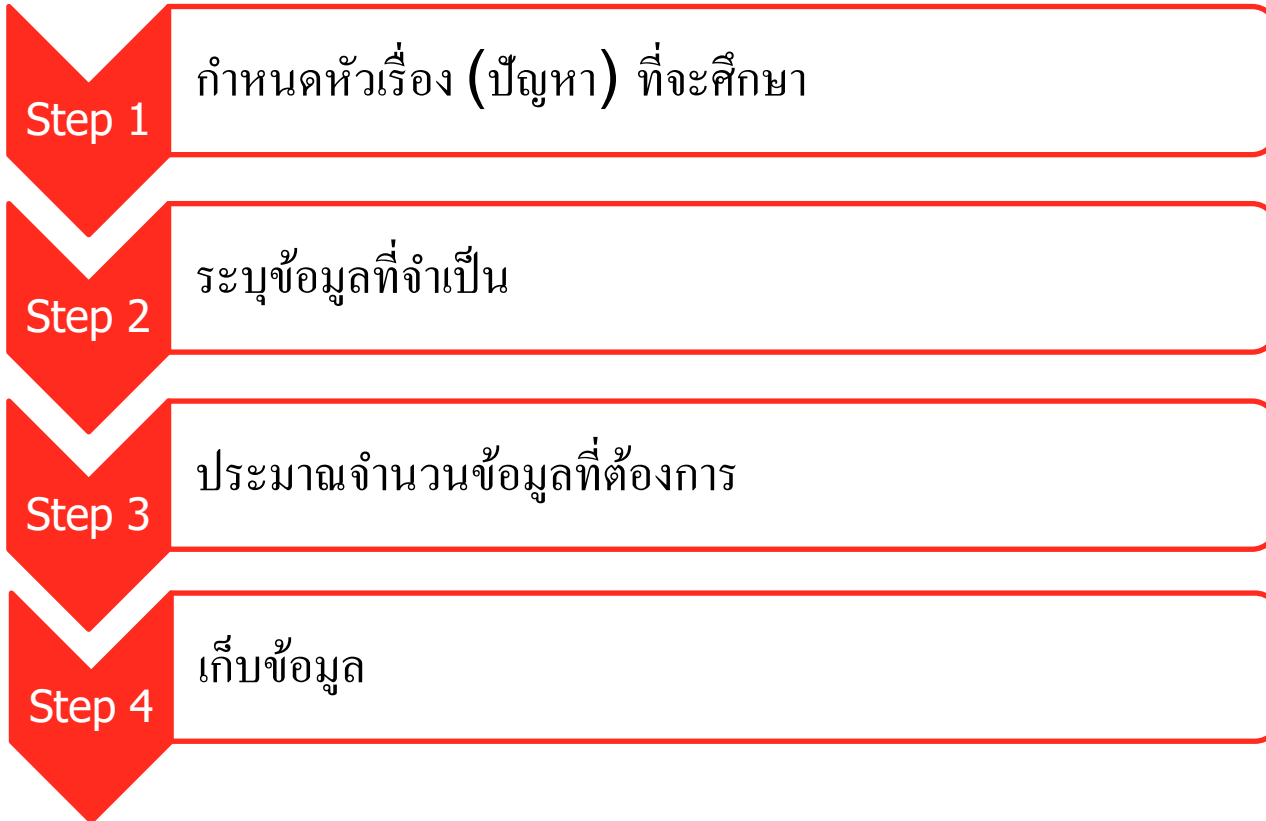 Step 1
กำหนดหัวเรื่อง (ปัญหา) ที่จะศึกษา
Step 2
ระบุข้อมูลที่จำเป็น
Step 3
ประมาณจำนวนข้อมูลที่ต้องการ
Step 4
เก็บข้อมูล